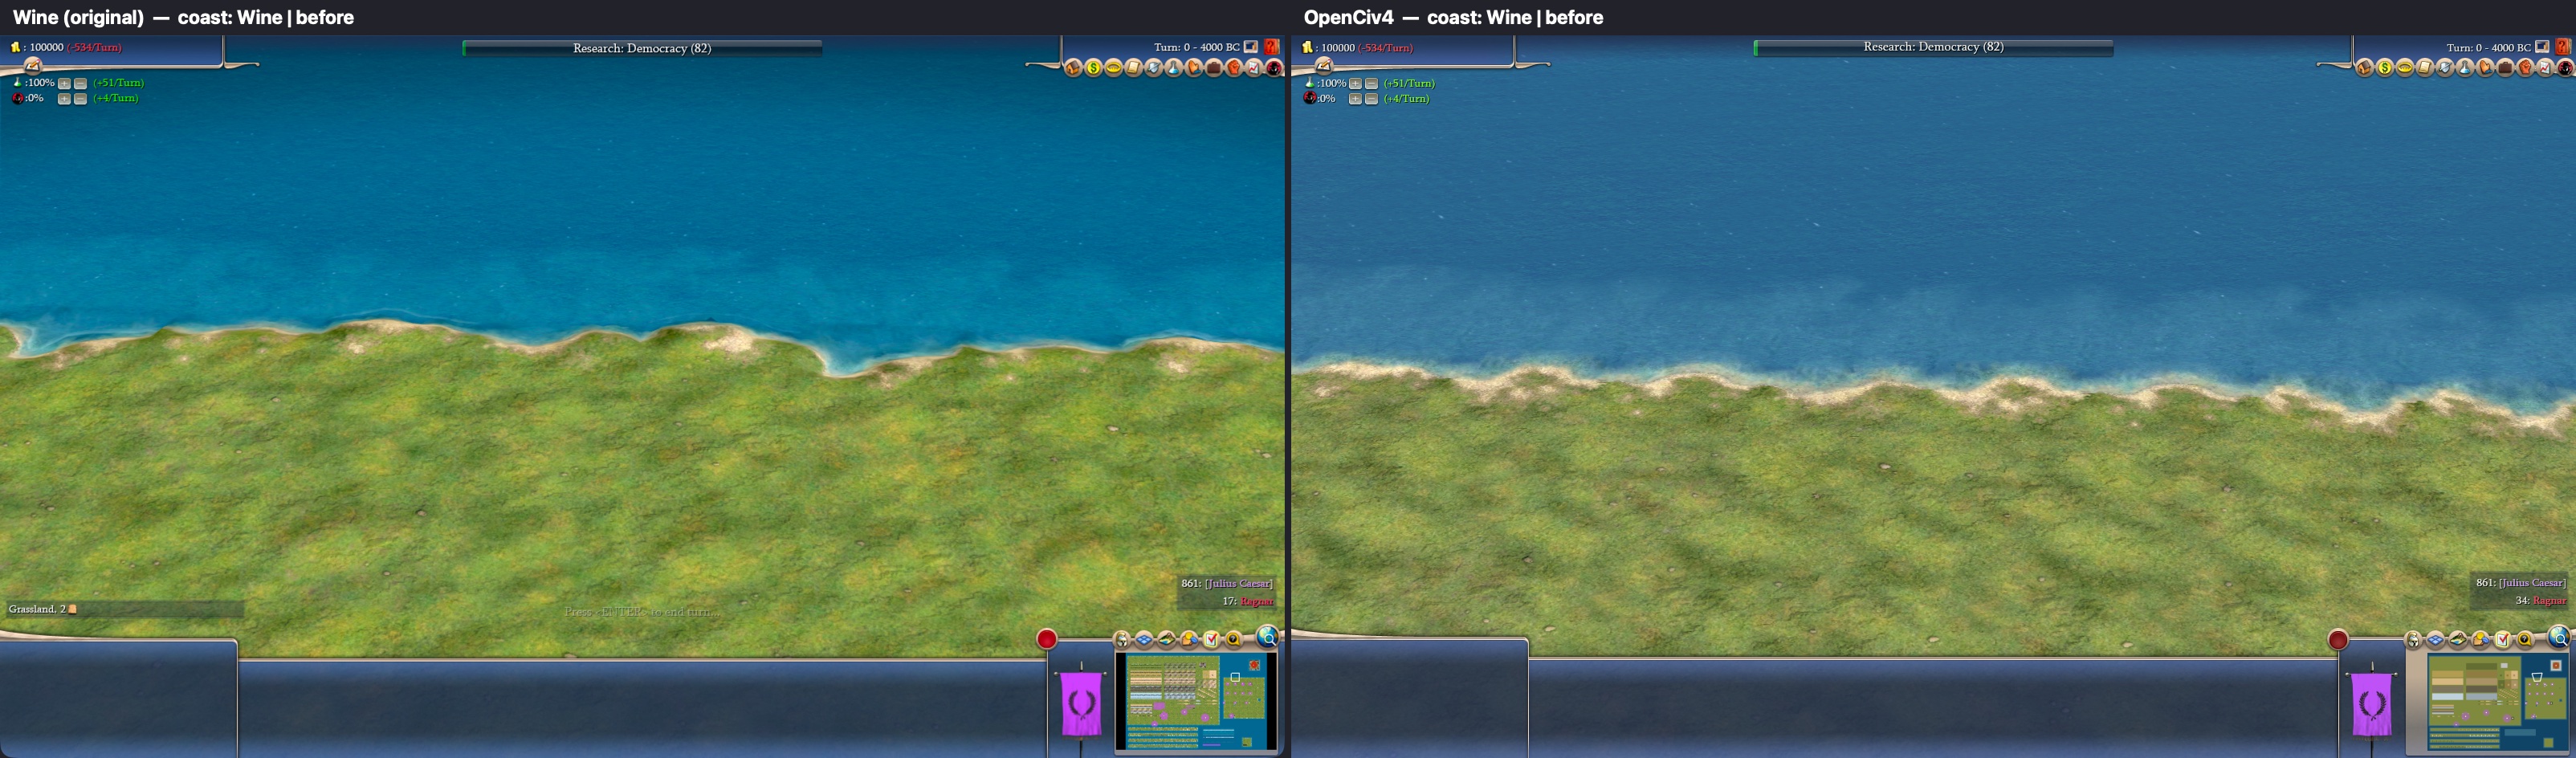 Wine (original) — coast: Wine | before
: 100000 (-534/Turn)
Research: Democracy (82)
Turn: 0 - 4000 BC
:100% (+51/Turn)
:0% (+4/Turn)
861: [Julius Caesar]
17: Ragnar
Grassland, 2
Press <ENTER> to end turn...
OpenCiv4 — coast: Wine | before
: 100000 (-534/Turn)
Research: Democracy (82)
Turn: 0 - 4000 BC
:100% (+51/Turn)
:0% (+4/Turn)
861: [Julius Caesar]
34: Ragnar